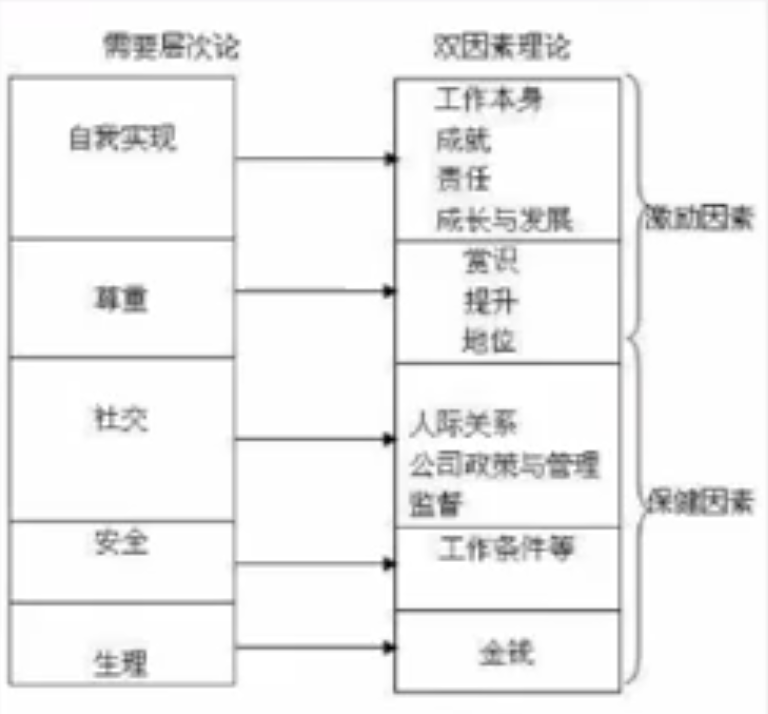 需要层次论
双因素理论
自我实现
工作本身
成就
责任
成长与发展
激励因素
尊重
赏识
提升
地位
社交
人际关系
公司政策与管理
监督
保健因素
安全
工作条件等
生理
金钱